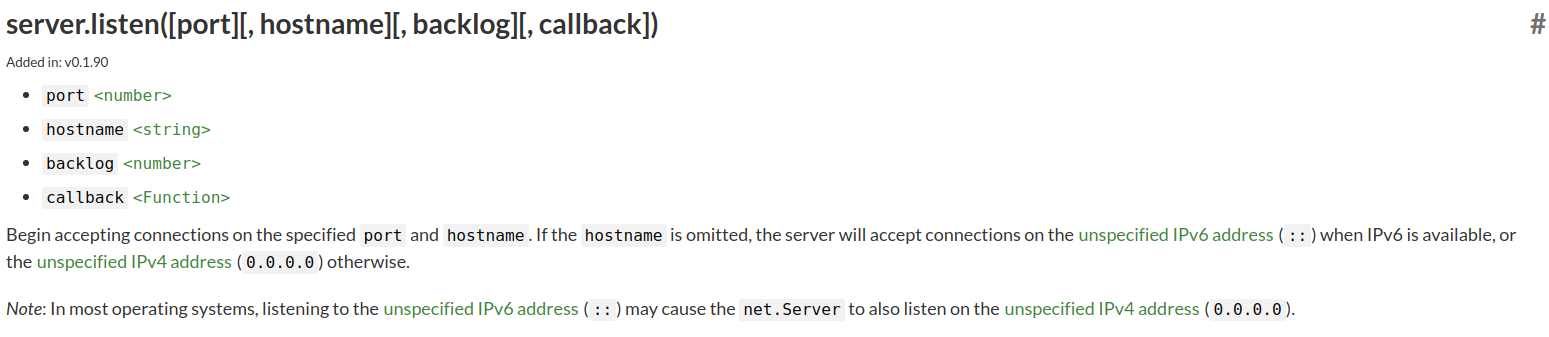 server.listen([port][, hostname][, backlog][, callback])
#
Added in: v0.1.90
port <number>
hostname <string>
backlog <number>
callback <Function>
Begin accepting connections on the specified port and hostname. If the hostname is omitted, the server will accept connections on the unspecified IPv6 address (::) when IPv6 is available, or
the unspecified IPv4 address (0.0.0.0) otherwise.
Note: In most operating systems, listening to the unspecified IPv6 address (::) may cause the net.Server to also listen on the unspecified IPv4 address (0.0.0.0).